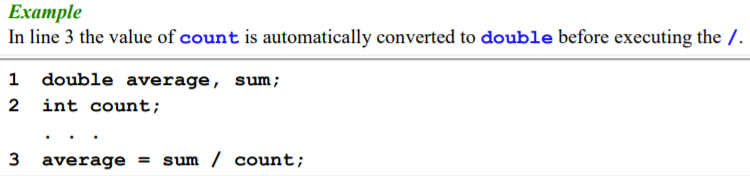 Example
In line 3 the value of count is automatically converted to double before executing the /.
1 double average, sum;
2 int count;
. . .
3 average = sum / count;